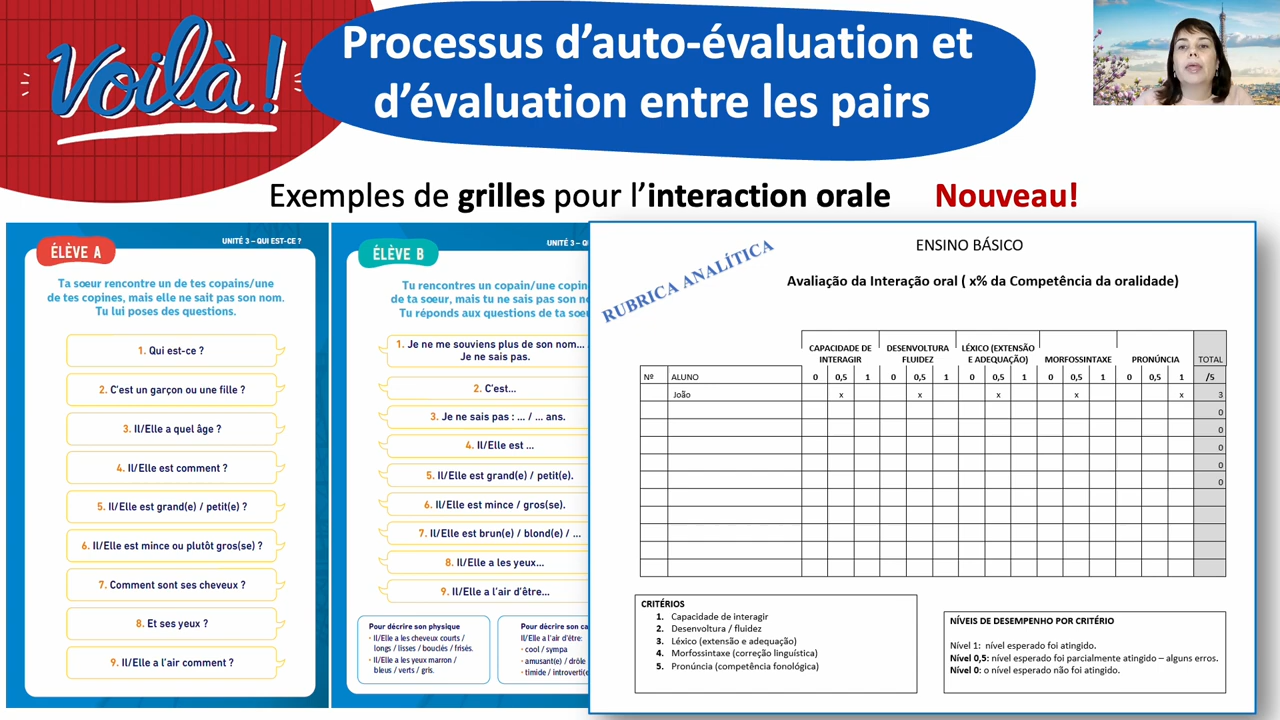 Voilà!
Processus d'auto-évaluation et
d'évaluation entre les pairs
Exemples de grilles pour l'interaction orale Nouveau!
UNITÉ 3 – QUI EST-CE ?
ÉLÈVE A
Ta sœur rencontre un de tes copains/une
de tes copines, mais elle ne sait pas son nom.
Tu lui poses des questions.
1. Qui est-ce ?
2. C'est un garçon ou une fille ?
3. Il/Elle a quel âge ?
4. Il/Elle est comment ?
5. Il/Elle est grand(e) / petit(e) ?
6. Il/Elle est mince ou plutôt gros(se) ?
7. Comment sont ses cheveux ?
8. Et ses yeux ?
9. Il/Elle a l'air comment ?
UNITÉ 3 – 
ÉLÈVE B
Tu rencontres un copain/une
de ta sœur, mais tu ne sais pas son
Tu réponds aux questions de ta
1. Je ne me souviens plus de son nom...
Je ne sais pas.
2. C'est...
3. Je ne sais pas : ... / ... ans.
4. Il/Elle est ...
5. Il/Elle est grand(e) / petit(e).
6. Il/Elle est mince / gros(se).
7. Il/Elle est brun(e) / blond(e) / ...
8. Il/Elle a les yeux...
9. Il/Elle a l'air d'être...
Pour décrire son physique
• Il/Elle a les cheveux courts /
longs / lisses / bouclés / frisés.
• Il/Elle a les yeux marron /
bleus / verts / gris.
Pour décrire son
Il/Elle a l'air d'être:
• cool / sympa
• amusant(e) / drôle
• timide / 
RUBRICA ANALÍTICA
ENSINO BÁSICO
Avaliação da Interação oral ( x% da Competência da oralidade)
CAPACIDADE DE INTERAGIR DESENVOLTURA FLUIDEZ LÉXICO (EXTENSÃO E ADEQUAÇÃO) MORFOSSINTAXE PRONÚNCIA TOTAL
Nº ALUNO 0 0,5 1 0 0,5 1 0 0,5 1 0 0,5 1 0 0,5 1 /5
João x x x x x 3
0
0
0
0
0
CRITÉRIOS
1. Capacidade de interagir
2. Desenvoltura / fluidez
3. Léxico (extensão e adequação)
4. Morfossintaxe (correção linguística)
5. Pronúncia (competência fonológica)
NÍVEIS DE DESEMPENHO POR CRITÉRIO
Nível 1: nível esperado foi atingido.
Nível 0,5: nível esperado foi parcialmente atingido – alguns erros.
Nível 0: o nível esperado não foi atingido.